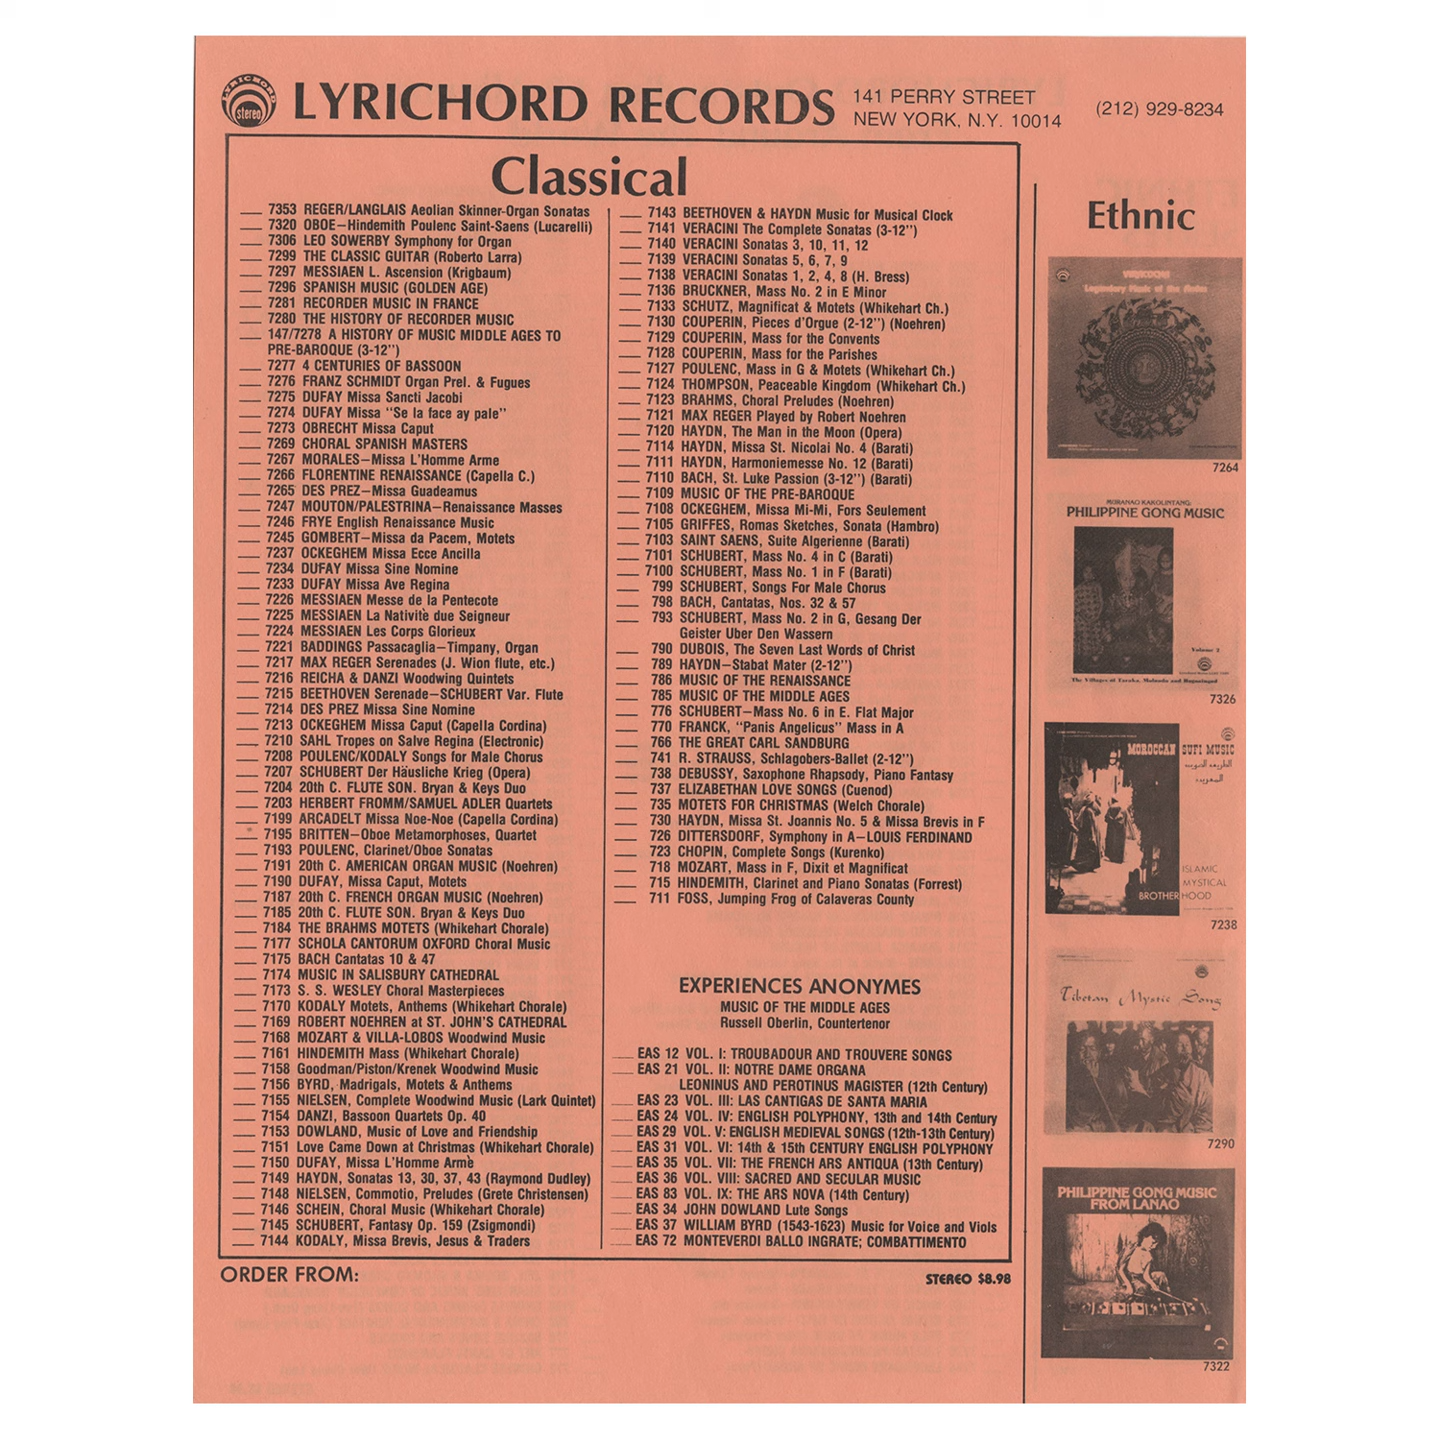 LYRICHORD
stereo
LYRICHORD RECORDS
141 PERRY STREET
NEW YORK, N.Y. 10014
(212) 929-8234
Classical
7353 REGER/LANGLAIS Aeolian Skinner-Organ Sonatas
7320 OBOE—Hindemith Poulenc Saint-Saens (Lucarelli)
7306 LEO SOWERBY Symphony for Organ
7299 THE CLASSIC GUITAR (Roberto Larra)
7297 MESSIAEN L. Ascension (Krigbaum)
7296 SPANISH MUSIC (GOLDEN AGE)
7281 RECORDER MUSIC IN FRANCE
7280 THE HISTORY OF RECORDER MUSIC
147/7278 A HISTORY OF MUSIC MIDDLE AGES TO
PRE-BAROQUE (3-12'')
7277 4 CENTURIES OF BASSOON
7276 FRANZ SCHMIDT Organ Prel. & Fugues
7275 DUFAY Missa Sancti Jacobi
7274 DUFAY Missa "Se la face ay pale"
7273 OBRECHT Missa Caput
7269 CHORAL SPANISH MASTERS
7267 MORALES—Missa L'Homme Arme
7266 FLORENTINE RENAISSANCE (Capella C.)
7265 DES PREZ—Missa Guadeamus
7247 MOUTON/PALESTRINA—Renaissance Masses
7246 FRYE English Renaissance Music
7245 GOMBERT—Missa da Pacem, Motets
7237 OCKEGHEM Missa Ecce Ancilla
7234 DUFAY Missa Sine Nomine
7233 DUFAY Missa Ave Regina
7226 MESSIAEN Messe de la Pentecote
7225 MESSIAEN La Nativitè due Seigneur
7224 MESSIAEN Les Corps Glorieux
7221 BADDINGS Passacaglia—Timpany, Organ
7217 MAX REGER Serenades (J. Wion flute, etc.)
7216 REICHA & DANZI Woodwing Quintets
7215 BEETHOVEN Serenade—SCHUBERT Var. Flute
7214 DES PREZ Missa Sine Nomine
7213 OCKEGHEM Missa Caput (Capella Cordina)
7210 SAHL Tropes on Salve Regina (Electronic)
7208 POULENC/KODALY Songs for Male Chorus
7207 SCHUBERT Der Häusliche Krieg (Opera)
7204 20th C. FLUTE SON. Bryan & Keys Duo
7203 HERBERT FROMM/SAMUEL ADLER Quartets
7199 ARCADELT Missa Noe-Noe (Capella Cordina)
7195 BRITTEN—Oboe Metamorphoses, Quartet
7193 POULENC, Clarinet/Oboe Sonatas
7191 20th C. AMERICAN ORGAN MUSIC (Noehren)
7190 DUFAY, Missa Caput, Motets
7187 20th C. FRENCH ORGAN MUSIC (Noehren)
7185 20th C. FLUTE SON. Bryan & Keys Duo
7184 THE BRAHMS MOTETS (Whikehart Chorale)
7177 SCHOLA CANTORUM OXFORD Choral Music
7175 BACH Cantatas 10 & 47
7174 MUSIC IN SALISBURY CATHEDRAL
7173 S. S. WESLEY Choral Masterpieces
7170 KODALY Motets, Anthems (Whikehart Chorale)
7169 ROBERT NOEHREN at ST. JOHN'S CATHEDRAL
7168 MOZART & VILLA-LOBOS Woodwind Music
7161 HINDEMITH Mass (Whikehart Chorale)
7158 Goodman/Piston/Krenek Woodwind Music
7156 BYRD, Madrigals, Motets & Anthems
7155 NIELSEN, Complete Woodwind Music (Lark Quintet)
7154 DANZI, Bassoon Quartets Op. 40
7153 DOWLAND, Music of Love and Friendship
7151 Love Came Down at Christmas (Whikehart Chorale)
7150 DUFAY, Missa L'Homme Armè
7149 HAYDN, Sonatas 13, 30, 37, 43 (Raymond Dudley)
7148 NIELSEN, Commotio, Preludes (Grete Christensen)
7146 SCHEIN, Choral Music (Whikehart Chorale)
7145 SCHUBERT, Fantasy Op. 159 (Zsigmondi)
7144 KODALY, Missa Brevis, Jesus & Traders
7143 BEETHOVEN & HAYDN Music for Musical Clock
7141 VERACINI The Complete Sonatas (3-12'')
7140 VERACINI Sonatas 3, 10, 11, 12
7139 VERACINI Sonatas 5, 6, 7, 9
7138 VERACINI Sonatas 1, 2, 4, 8 (H. Bress)
7136 BRUCKNER, Mass No. 2 in E Minor
7133 SCHUTZ, Magnificat & Motets (Whikehart Ch.)
7130 COUPERIN, Pieces d'Orgue (2-12'') (Noehren)
7129 COUPERIN, Mass for the Convents
7128 COUPERIN, Mass for the Parishes
7127 POULENC, Mass in G & Motets (Whikehart Ch.)
7124 THOMPSON, Peaceable Kingdom (Whikehart Ch.)
7123 BRAHMS, Choral Preludes (Noehren)
7121 MAX REGER Played by Robert Noehren
7120 HAYDN, The Man in the Moon (Opera)
7114 HAYDN, Missa St. Nicolai No. 4 (Barati)
7111 HAYDN, Harmoniemesse No. 12 (Barati)
7110 BACH, St. Luke Passion (3-12'') (Barati)
7109 MUSIC OF THE PRE-BAROQUE
7108 OCKEGHEM, Missa Mi-Mi, Fors Seulement
7105 GRIFFES, Romas Sketches, Sonata (Hambro)
7103 SAINT SAENS, Suite Algerienne (Barati)
7101 SCHUBERT, Mass No. 4 in C (Barati)
7100 SCHUBERT, Mass No. 1 in F (Barati)
799 SCHUBERT, Songs For Male Chorus
798 BACH, Cantatas, Nos. 32 & 57
793 SCHUBERT, Mass No. 2 in G, Gesang Der
Geister Uber Den Wassern
790 DUBOIS, The Seven Last Words of Christ
789 HAYDN—Stabat Mater (2-12'')
786 MUSIC OF THE RENAISSANCE
785 MUSIC OF THE MIDDLE AGES
776 SCHUBERT—Mass No. 6 in E. Flat Major
770 FRANCK, "Panis Angelicus" Mass in A
766 THE GREAT CARL SANDBURG
741 R. STRAUSS, Schlagobers-Ballet (2-12'')
738 DEBUSSY, Saxophone Rhapsody, Piano Fantasy
737 ELIZABETHAN LOVE SONGS (Cuenod)
735 MOTETS FOR CHRISTMAS (Welch Chorale)
730 HAYDN, Missa St. Joannis No. 5 & Missa Brevis in F
726 DITTERSDORF, Symphony in A—LOUIS FERDINAND
723 CHOPIN, Complete Songs (Kurenko)
718 MOZART, Mass in F, Dixit et Magnificat
715 HINDEMITH, Clarinet and Piano Sonatas (Forrest)
711 FOSS, Jumping Frog of Calaveras County
EXPERIENCES ANONYMES
MUSIC OF THE MIDDLE AGES
Russell Oberlin, Countertenor
EAS 12 VOL. I: TROUBADOUR AND TROUVERE SONGS
EAS 21 VOL. II: NOTRE DAME ORGANA
LEONINUS AND PEROTINUS MAGISTER (12th Century)
EAS 23 VOL. III: LAS CANTIGAS DE SANTA MARIA
EAS 24 VOL. IV: ENGLISH POLYPHONY, 13th and 14th Century
EAS 29 VOL. V: ENGLISH MEDIEVAL SONGS (12th-13th Century)
EAS 31 VOL. VI: 14th & 15th CENTURY ENGLISH POLYPHONY
EAS 35 VOL. VII: THE FRENCH ARS ANTIQUA (13th Century)
EAS 36 VOL. VIII: SACRED AND SECULAR MUSIC
EAS 83 VOL. IX: THE ARS NOVA (14th Century)
EAS 34 JOHN DOWLAND Lute Songs
EAS 37 WILLIAM BYRD (1543-1623) Music for Voice and Viols
EAS 72 MONTEVERDI BALLO INGRATE; COMBATTIMENTO
ORDER FROM:
STEREO $8.98
Ethnic
Legendary Music of the Andes
7264
MUSIC
PHILIPPINE GONG MUSIC
Volume 2
7326
MOROCCAN SUFI MUSIC
ISLAMIC
MYSTICAL
BROTHERHOOD
7238
Tibetan Mystic Song
7290
PHILIPPINE GONG MUSIC
FROM LANAO
7322